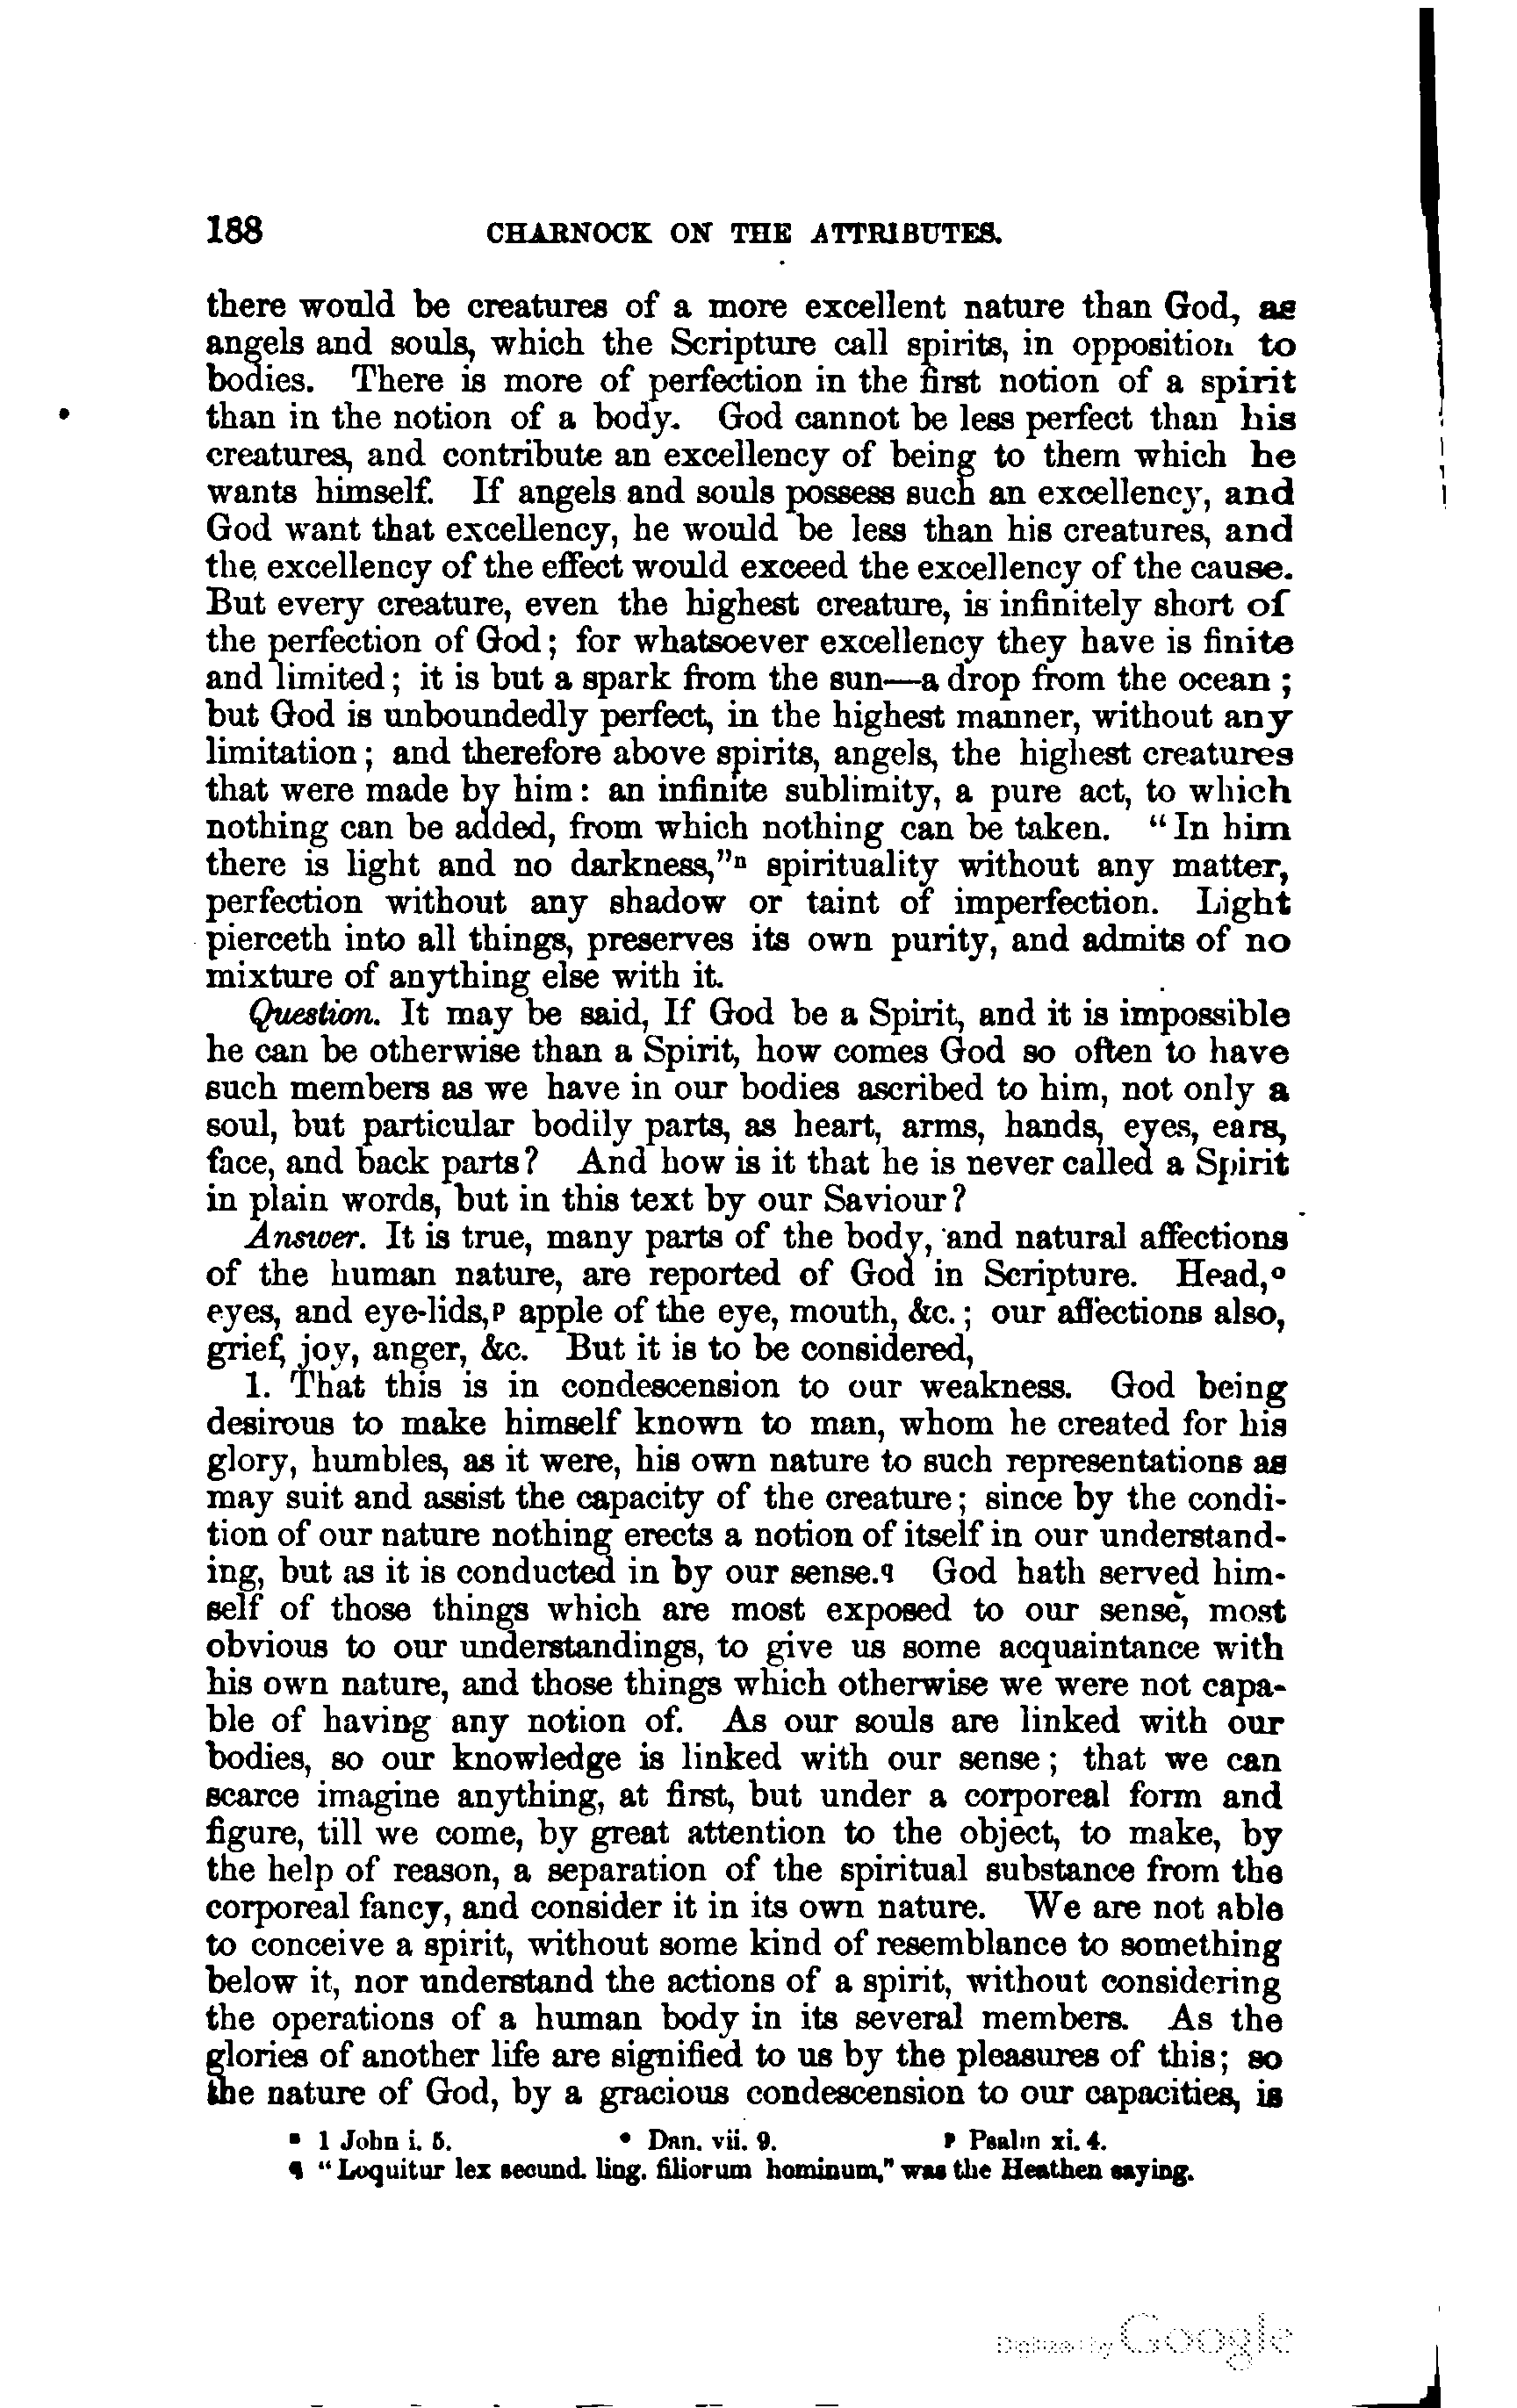 188 CHARNOCK ON THE ATTRIBUTES.
there would be creatures of a more excellent nature than God, as
angels and souls, which the Scripture call spirits, in opposition to
bodies. There is more of perfection in the first notion of a spirit
than in the notion of a body. God cannot be less perfect than his
creatures, and contribute an excellency of being to them which he
wants himself. If angels and souls possess such an excellency, and
God want that excellency, he would be less than his creatures, and
the excellency of the effect would exceed the excellency of the cause.
But every creature, even the highest creature, is infinitely short of
the perfection of God; for whatsoever excellency they have is finite
and limited; it is but a spark from the sun—a drop from the ocean;
but God is unboundedly perfect, in the highest manner, without any
limitation; and therefore above spirits, angels, the highest creatures
that were made by him: an infinite sublimity, a pure act, to which
nothing can be added, from which nothing can be taken. "In him
there is light and no darkness,"ⁿ spirituality without any matter,
perfection without any shadow or taint of imperfection. Light
pierceth into all things, preserves its own purity, and admits of no
mixture of anything else with it.
Question. It may be said, If God be a Spirit, and it is impossible
he can be otherwise than a Spirit, how comes God so often to have
such members as we have in our bodies ascribed to him, not only a
soul, but particular bodily parts, as heart, arms, hands, eyes, ears,
face, and back parts? And how is it that he is never called a Spirit
in plain words, but in this text by our Saviour?
Answer. It is true, many parts of the body, and natural affections
of the human nature, are reported of God in Scripture. Head,º
eyes, and eye-lids,ᵖ apple of the eye, mouth, &c.; our affections also,
grief, joy, anger, &c. But it is to be considered,
1. That this is in condescension to our weakness. God being
desirous to make himself known to man, whom he created for his
glory, humbles, as it were, his own nature to such representations as
may suit and assist the capacity of the creature; since by the condi-
tion of our nature nothing erects a notion of itself in our understand-
ing, but as it is conducted in by our sense.q God hath served him-
self of those things which are most exposed to our sense, most
obvious to our understandings, to give us some acquaintance with
his own nature, and those things which otherwise we were not capa-
ble of having any notion of. As our souls are linked with our
bodies, so our knowledge is linked with our sense; that we can
scarce imagine anything, at first, but under a corporeal form and
figure, till we come, by great attention to the object, to make, by
the help of reason, a separation of the spiritual substance from the
corporeal fancy, and consider it in its own nature. We are not able
to conceive a spirit, without some kind of resemblance to something
below it, nor understand the actions of a spirit, without considering
the operations of a human body in its several members. As the
glories of another life are signified to us by the pleasures of this; so
the nature of God, by a gracious condescension to our capacities, is
ⁿ 1 John i. 5. º Dan. vii. 9. ᵖ Psalm xi. 4.
q "Loquitur lex secund. ling. filiorum hominum," was the Heathen saying.
Digitized by Google